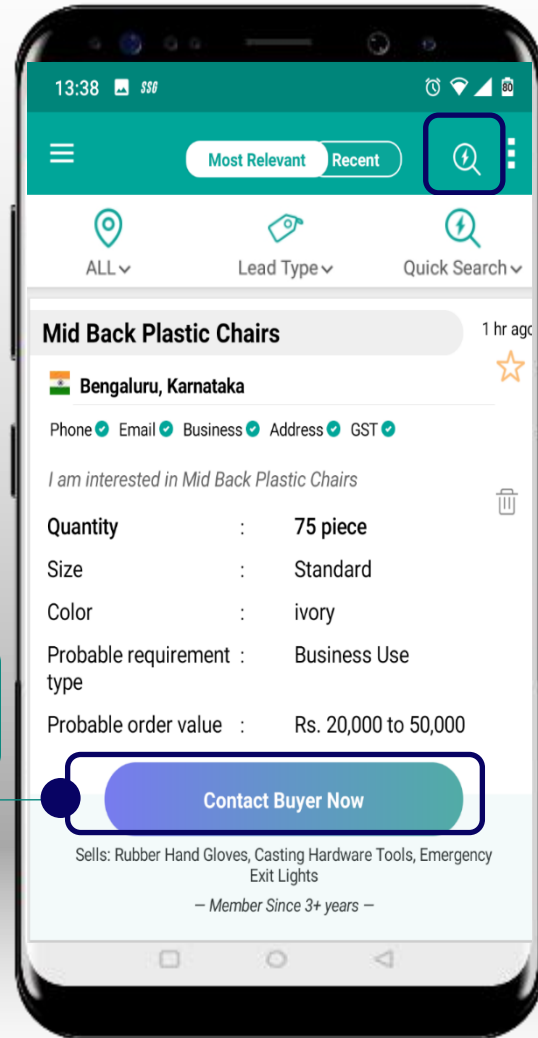 13:38 SSG 80
Most Relevant Recent
ALL Lead Type Quick Search
Mid Back Plastic Chairs 1 hr ago
Bengaluru, Karnataka
Phone Email Business Address GST
I am interested in Mid Back Plastic Chairs
Quantity : 75 piece
Size : Standard
Color : ivory
Probable requirement : Business Use
type
Probable order value : Rs. 20,000 to 50,000
Contact Buyer Now
Sells: Rubber Hand Gloves, Casting Hardware Tools, Emergency
Exit Lights
— Member Since 3+ years —